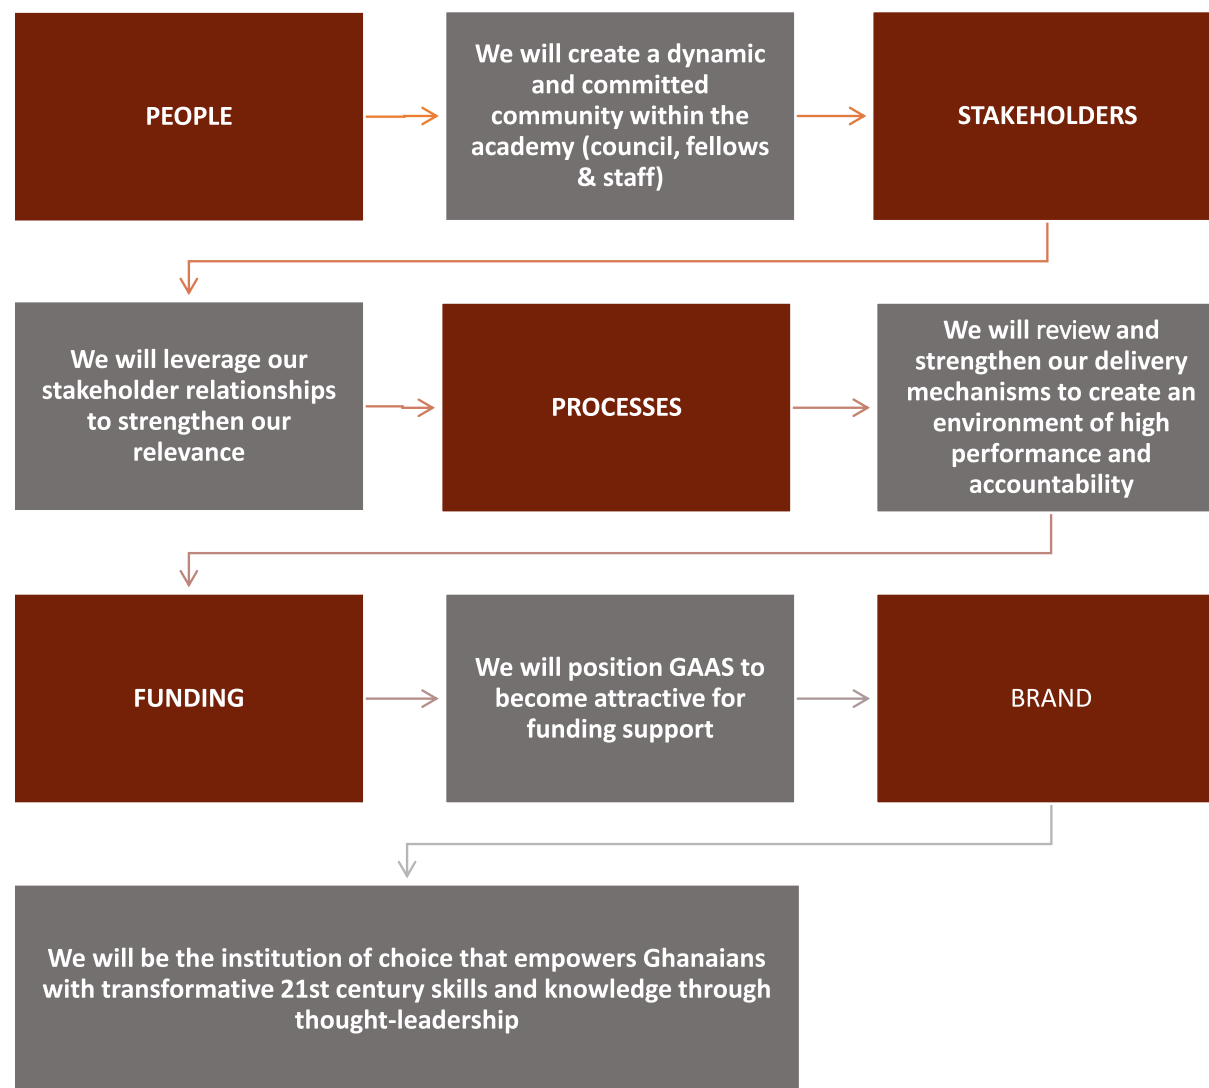 PEOPLE
We will create a dynamic
and committed
community within the
academy (council, fellows
& staff)
STAKEHOLDERS
We will leverage our
stakeholder relationships
to strengthen our
relevance
PROCESSES
We will review and
strengthen our delivery
mechanisms to create an
environment of high
performance and
accountability
FUNDING
We will position GAAS to
become attractive for
funding support
BRAND
We will be the institution of choice that empowers Ghanaians
with transformative 21st century skills and knowledge through
thought-leadership